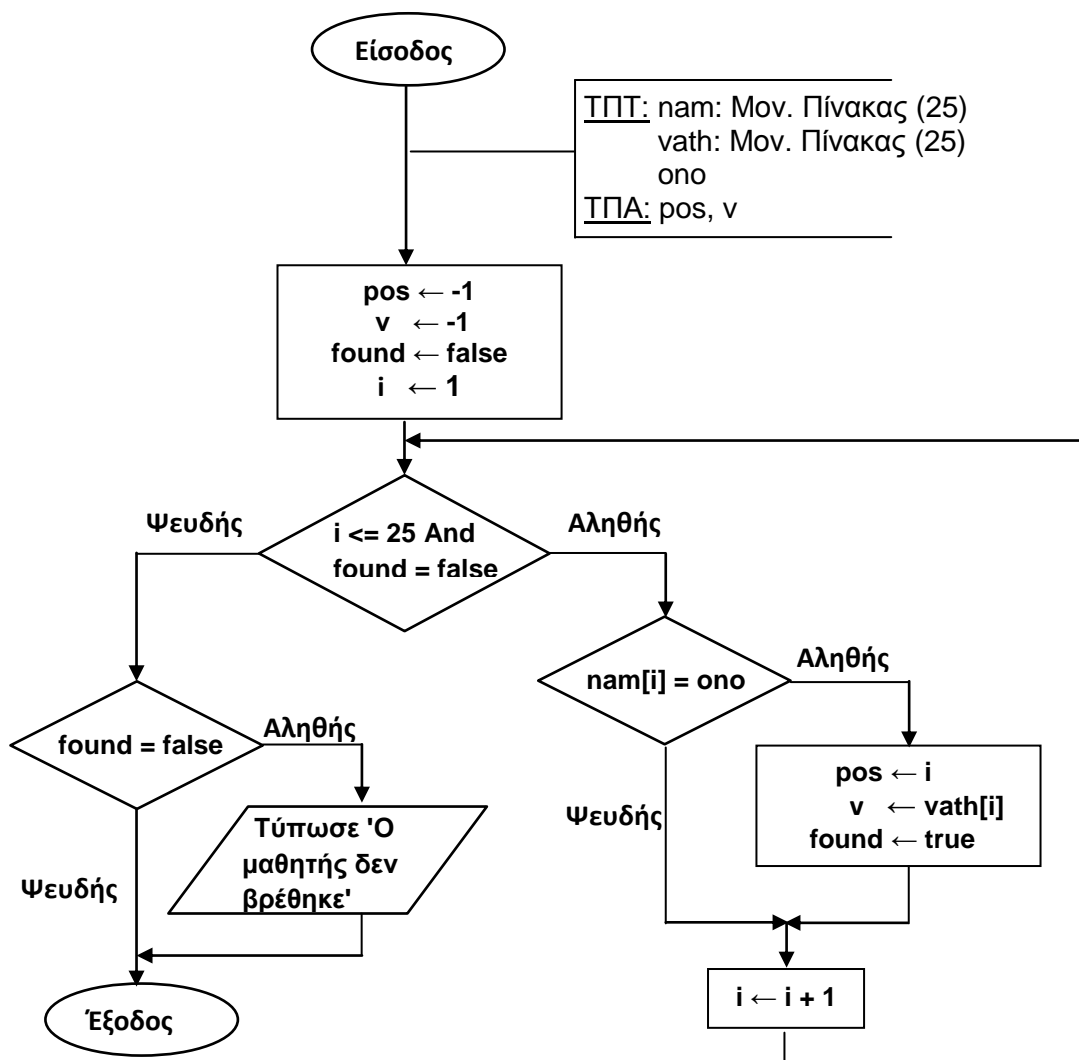 Είσοδος
ΤΠΤ: nam: Μον. Πίνακας (25)
vath: Μον. Πίνακας (25)
ono
ΤΠΑ: pos, v
pos ← -1
v ← -1
found ← false
i ← 1
Ψευδής
i <= 25 And
found = false
Αληθής
nam[i] = ono
Αληθής
found = false
Αληθής
pos ← i
v ← vath[i]
found ← true
Ψευδής
Τύπωσε 'Ο
μαθητής δεν
βρέθηκε'
Ψευδής
i ← i + 1
Έξοδος